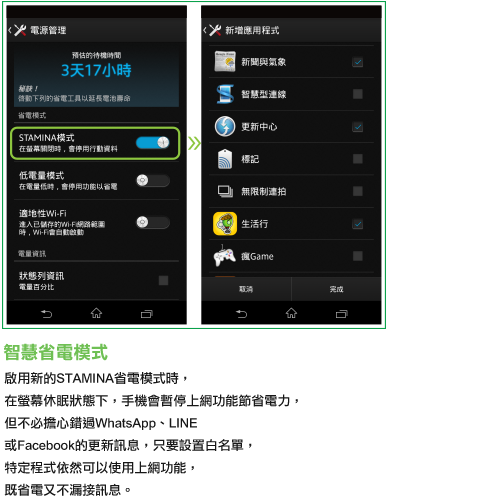 電源管理
預估的待機時間
3天17小時
秘訣！
啓動下列的省電工具以延長電池壽命
省電模式
STAMINA模式
在螢幕關閉時，會停用行動資料
低電量模式
在電量低時，會停用功能以省電
適地性Wi-Fi
進入已儲存的Wi-Fi網路範圍
時，Wi-Fi會自動啟動
電量資訊
狀態列資訊
電量百分比
新增應用程式
新聞與氣象
智慧型連線
更新中心
標記
無限制連拍
生活行
瘋Game
取消
完成
智慧省電模式
啟用新的STAMINA省電模式時，
在螢幕休眠狀態下，手機會暫停上網功能節省電力，
但不必擔心錯過WhatsApp、LINE
或Facebook的更新訊息，只要設置白名單，
特定程式依然可以使用上網功能，
既省電又不漏接訊息。